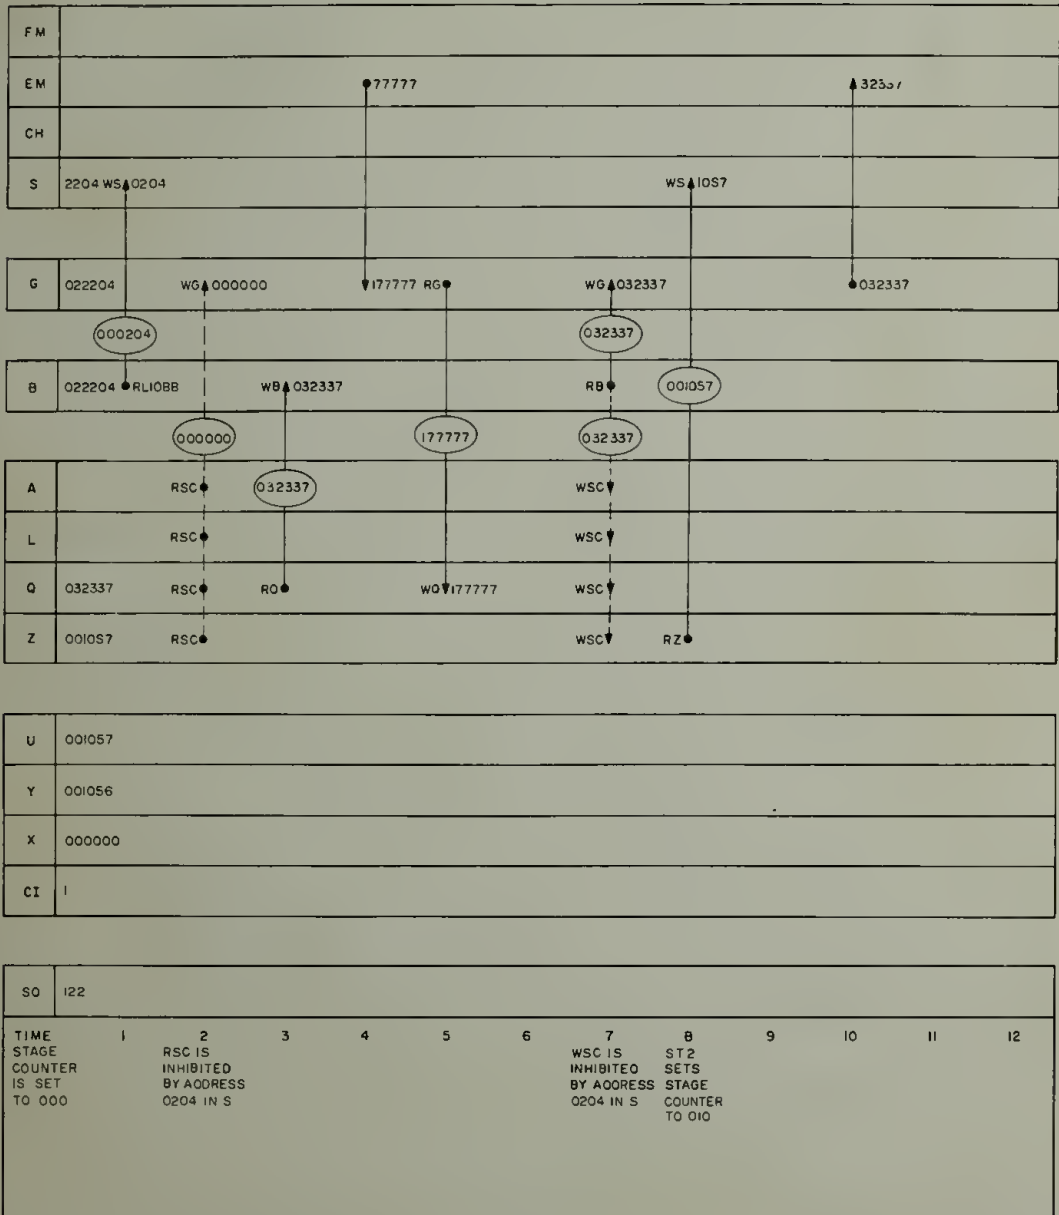 FM
EM 77777 32337
CH
S 2204 WS 0204 WS 1057
G 022204 WG 000000 177777 RG WG 032337 032337
000204 032337
B 022204 RL10BB WB 032337 RB 001057
000000 177777 032337
A RSC 032337 WSC
L RSC WSC
Q 032337 RSC RQ WQ 177777 WSC
Z 001057 RSC WSC RZ
U 001057
Y 001056
X 000000
CI 1
SQ 122
TIME 1 2 3 4 5 6 7 8 9 10 11 12
STAGE RSC IS WSC IS ST2
COUNTER INHIBITED INHIBITED SETS
IS SET BY ADDRESS BY ADDRESS STAGE
TO 000 0204 IN S 0204 IN S COUNTER
TO 010